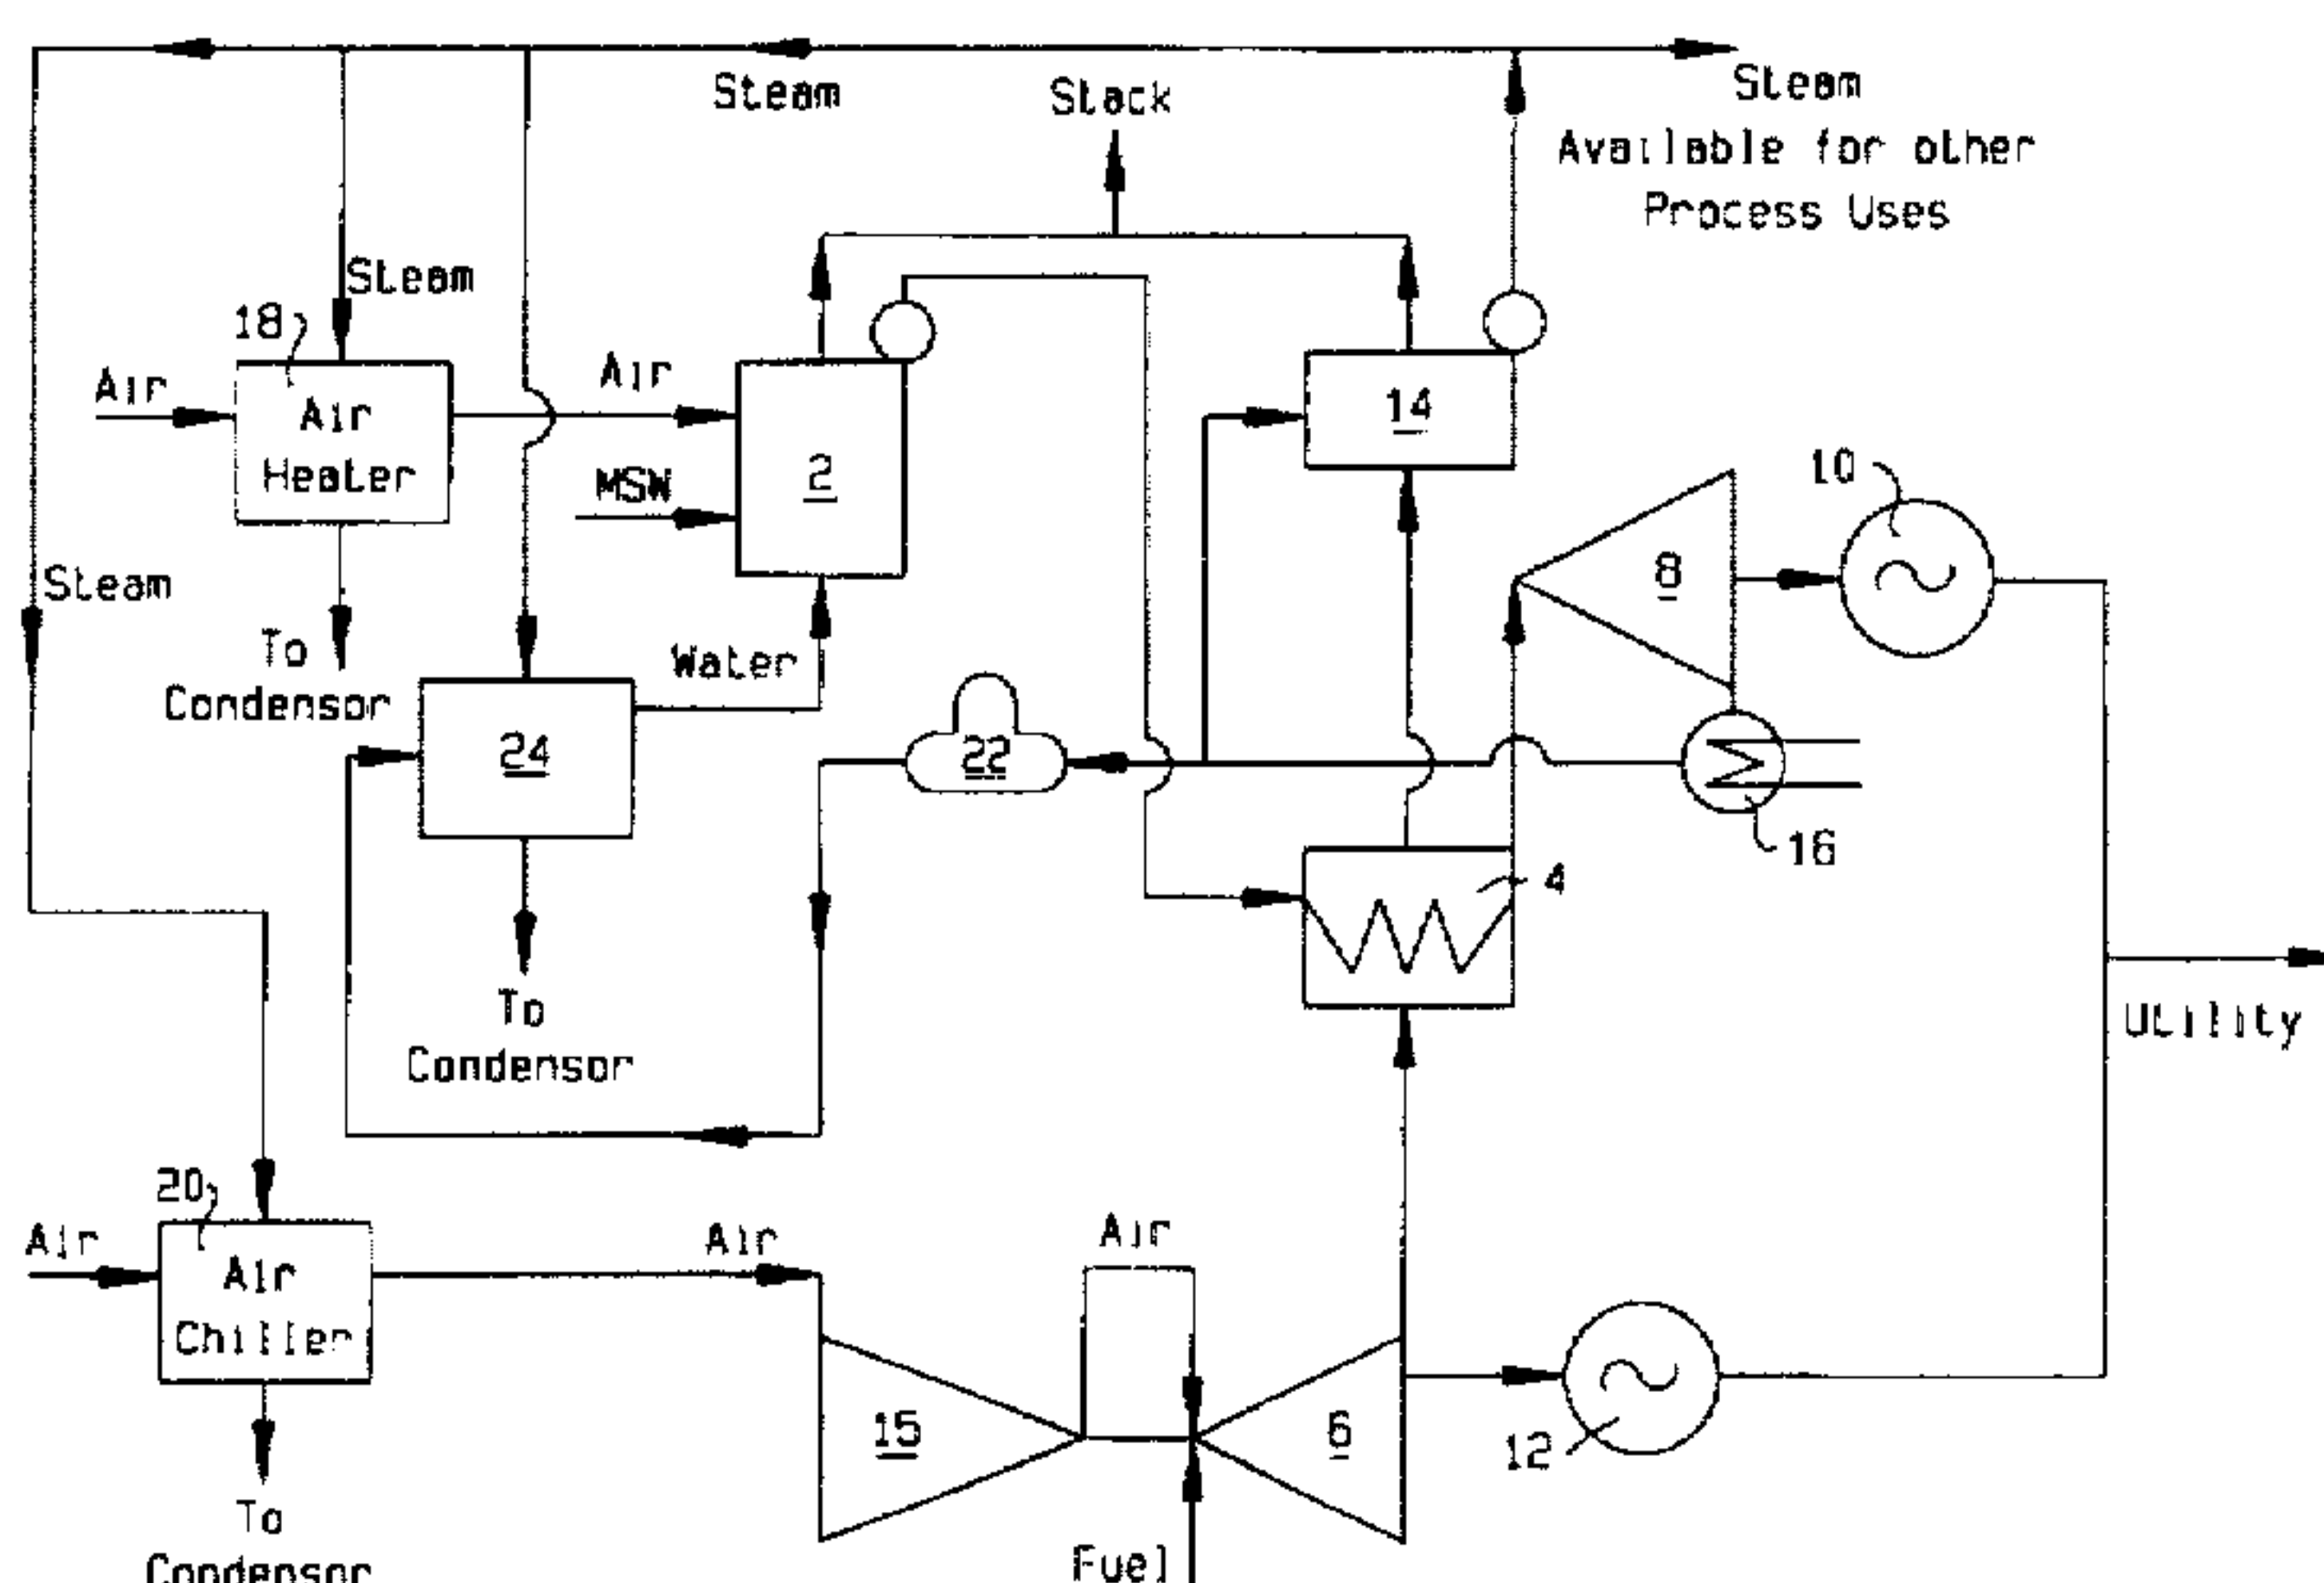 Steam
Stack
Steam
Available for other
Process Uses
Steam
18
Air
Air
Heater
Air
MSW
2
14
10
8
Steam
To
Condensor
Water
24
22
16
4
To
Condensor
Utility
20
Air
Air
Chiller
Air
Air
15
6
12
To
Condensor
Fuel